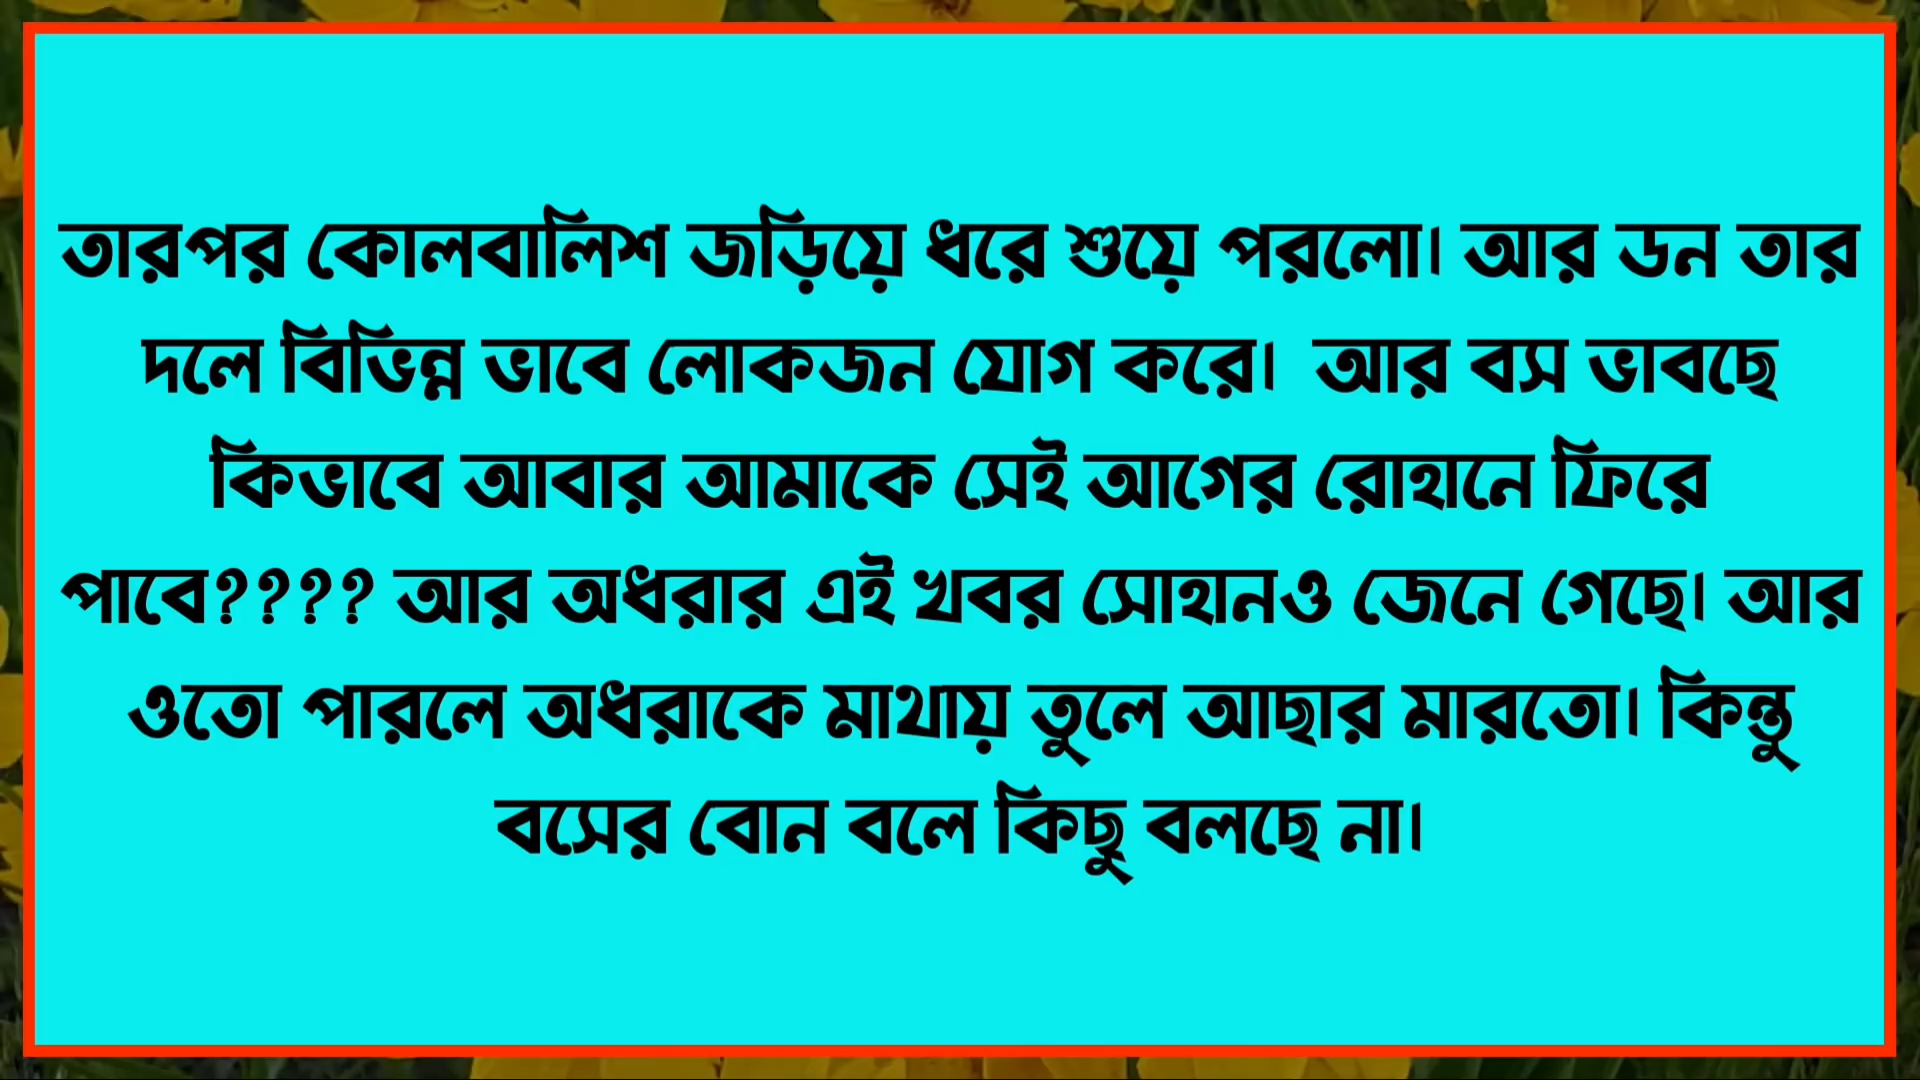 তারপর কোলবালিশ জড়িয়ে ধরে শুয়ে পরলো। আর ডন তার
দলে বিভিন্ন ভাবে লোকজন যোগ করে।  আর বস ভাবছে
কিভাবে আবার আমাকে সেই আগের রোহানে ফিরে
পাবে???? আর অধরার এই খবর সোহানও জেনে গেছে। আর
ওতো পারলে অধরাকে মাথায় তুলে আছার মারতো। কিন্তু
বসের বোন বলে কিছু বলছে না।